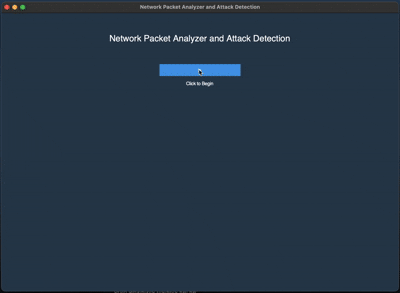 Network Packet Analyzer and Attack Detection
Network Packet Analyzer and Attack Detection
Click to Begin